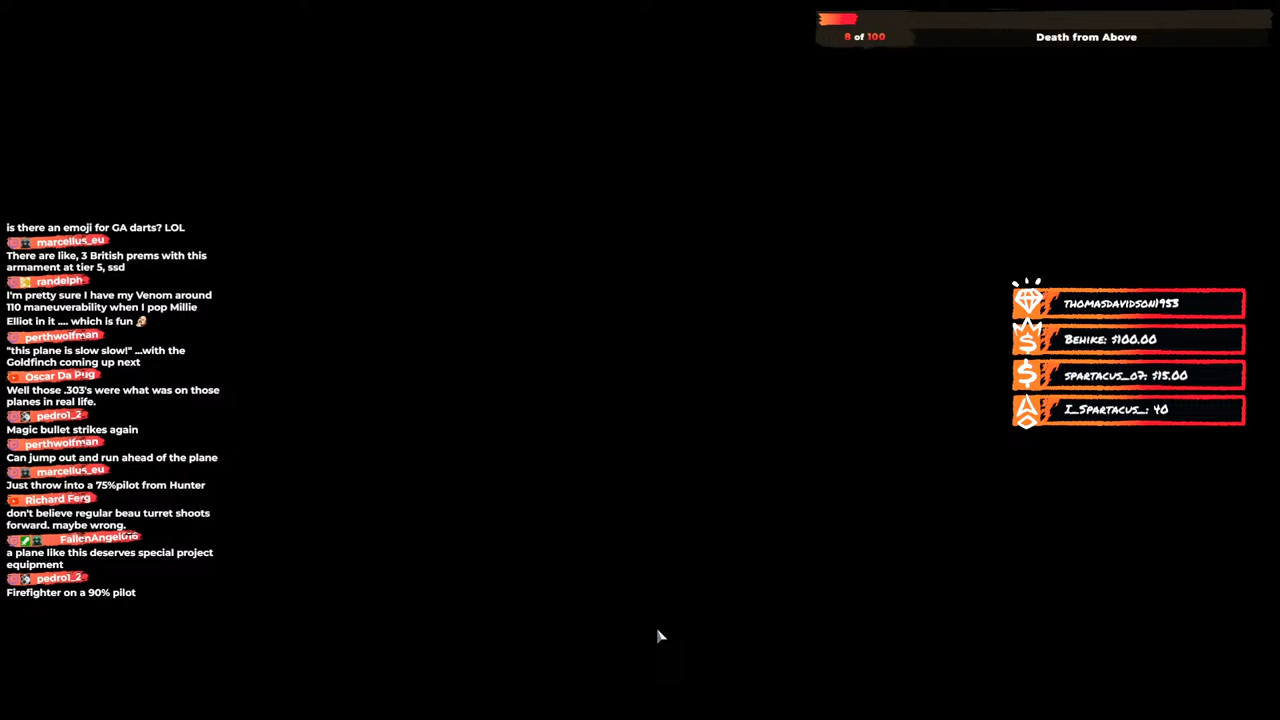 8 of 100
Death from Above
is there an emoji for GA darts? LOL
marcellus_eu
There are like, 3 British prems with this
armament at tier 5, ssd
randelph
I'm pretty sure I have my Venom around
110 maneuverability when I pop Millie
Elliot in it .... which is fun
perthwolfman
"this plane is slow slow!" ...with the
Goldfinch coming up next
Oscar Da Pug
Well those .303's were what was on those
planes in real life.
pedro1_2
Magic bullet strikes again
perthwolfman
Can jump out and run ahead of the plane
marcellus_eu
Just throw into a 75%pilot from Hunter
Richard Ferg
don't believe regular beau turret shoots
forward. maybe wrong.
FallenAngel016
a plane like this deserves special project
equipment
pedro1_2
Firefighter on a 90% pilot
thomasdavidson1953
Behike: $100.00
spartacus_07: $15.00
I_Spartacus_: 40